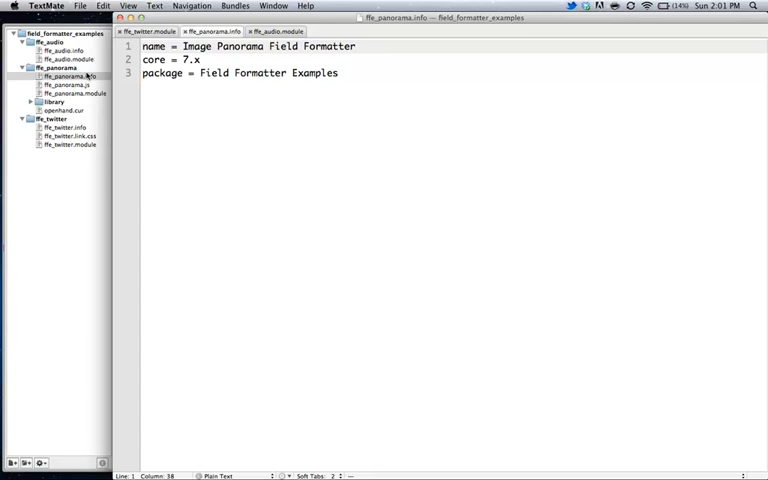 TextMate File Edit View Text Navigation Bundles Window Help (14%) Sun 2:01 PM
ffe_panorama.info — field_formatter_examples
field_formatter_examples
ffe_audio
ffe_audio.info
ffe_audio.module
ffe_panorama
ffe_panorama.info
ffe_panorama.js
ffe_panorama.module
library
openhand.cur
ffe_twitter
ffe_twitter.info
ffe_twitter.link.css
ffe_twitter.module
ffe_twitter.module ffe_panorama.info ffe_audio.module
1 name = Image Panorama Field Formatter
2 core = 7.x
3 package = Field Formatter Examples
Line: 1 Column: 38 Plain Text Soft Tabs: 2 —